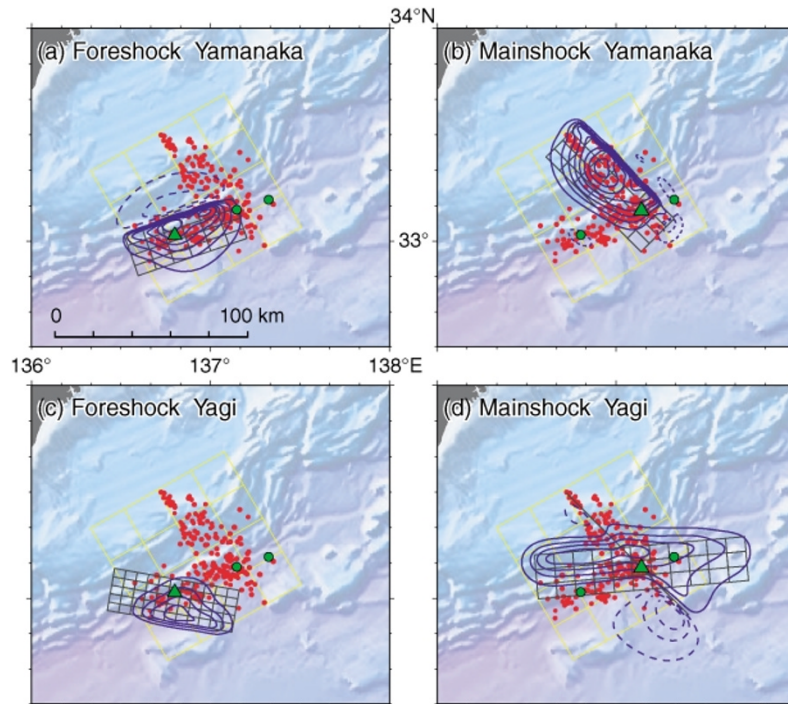 34°N
(a) Foreshock Yamanaka
(b) Mainshock Yamanaka
33°
0 100 km
136° 137° 138°E
(c) Foreshock Yagi
(d) Mainshock Yagi